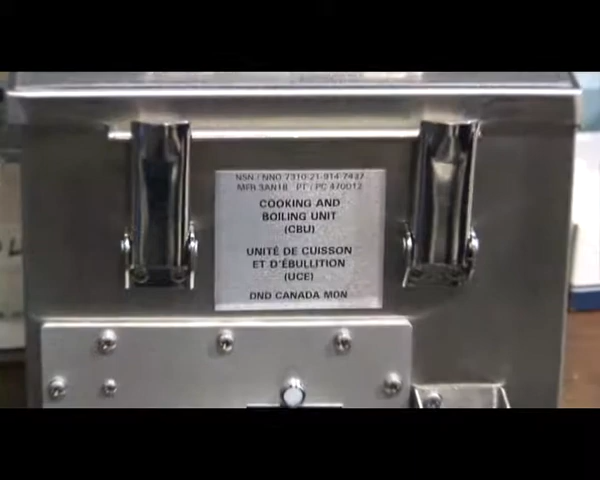 NSN / NNO 7310-21-914-7437
MFR 3AN18 PT / PC 470012
COOKING AND
BOILING UNIT
(CBU)
UNITÉ DE CUISSON
ET D'ÉBULLITION
(UCE)
DND CANADA MDN